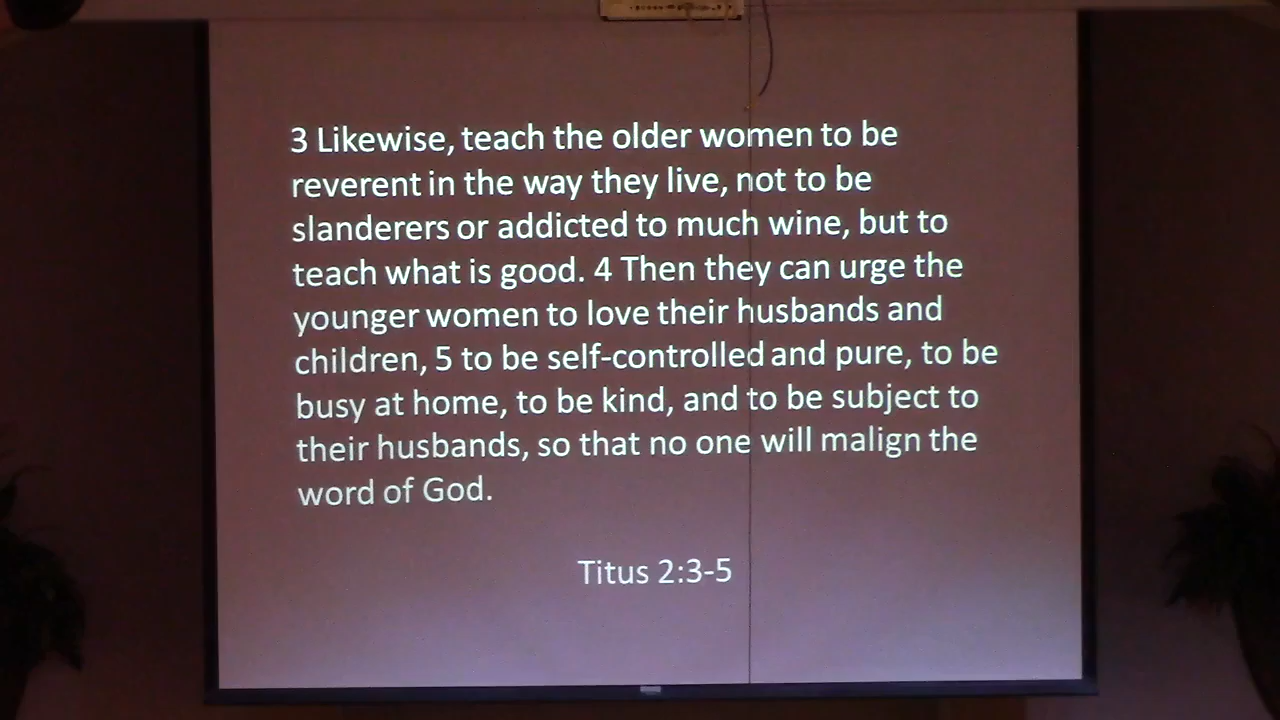 3 Likewise, teach the older women to be
reverent in the way they live, not to be
slanderers or addicted to much wine, but to
teach what is good. 4 Then they can urge the
younger women to love their husbands and
children, 5 to be self-controlled and pure, to be
busy at home, to be kind, and to be subject to
their husbands, so that no one will malign the
word of God.
Titus 2:3-5